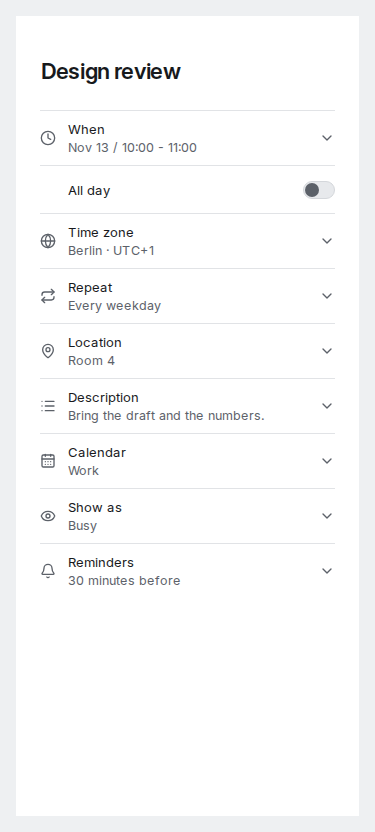 Design review
When
Nov 13 / 10:00 - 11:00
All day
Time zone
Berlin · UTC+1
Repeat
Every weekday
Location
Room 4
Description
Bring the draft and the numbers.
Calendar
Work
Show as
Busy
Reminders
30 minutes before